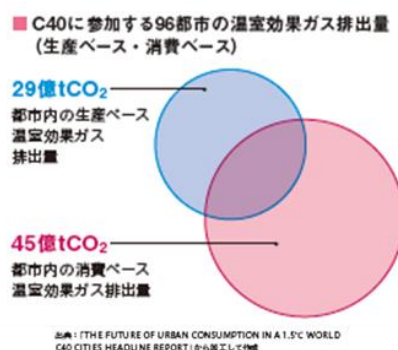 ■ C40に参加する96都市の温室効果ガス排出量
(生産ベース・消費ベース)
29億tCO₂
都市内の生産ベース
温室効果ガス
排出量
45億tCO₂
都市内の消費ベース
温室効果ガス排出量
出典:「THE FUTURE OF URBAN CONSUMPTION IN A 1.5℃ WORLD
C40 CITIES HEADLINE REPORT」から加工して作成